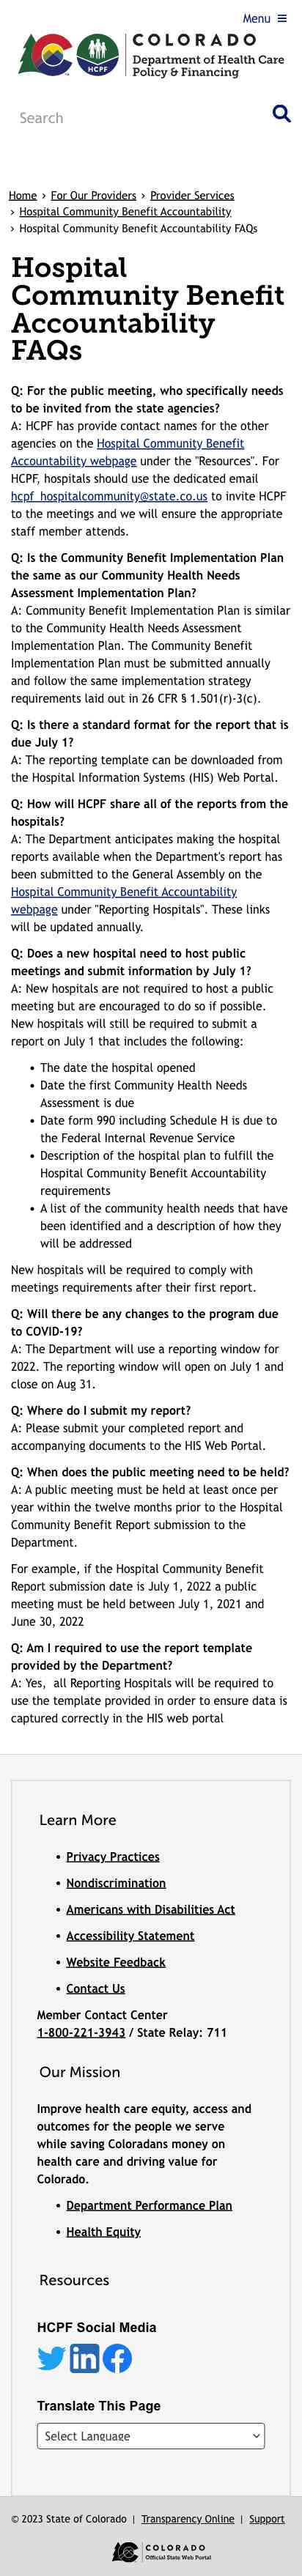 Menu
COLORADO
Department of Health Care
Policy & Financing
HCPF
Search
Home > For Our Providers > Provider Services
> Hospital Community Benefit Accountability
> Hospital Community Benefit Accountability FAQs
Hospital
Community Benefit
Accountability
FAQs
Q: For the public meeting, who specifically needs
to be invited from the state agencies?
A: HCPF has provide contact names for the other
agencies on the Hospital Community Benefit
Accountability webpage under the "Resources". For
HCPF, hospitals should use the dedicated email
hcpf_hospitalcommunity@state.co.us to invite HCPF
to the meetings and we will ensure the appropriate
staff member attends.
Q: Is the Community Benefit Implementation Plan
the same as our Community Health Needs
Assessment Implementation Plan?
A: Community Benefit Implementation Plan is similar
to the Community Health Needs Assessment
Implementation Plan. The Community Benefit
Implementation Plan must be submitted annually
and follow the same implementation strategy
requirements laid out in 26 CFR § 1.501(r)-3(c).
Q: Is there a standard format for the report that is
due July 1?
A: The reporting template can be downloaded from
the Hospital Information Systems (HIS) Web Portal.
Q: How will HCPF share all of the reports from the
hospitals?
A: The Department anticipates making the hospital
reports available when the Department's report has
been submitted to the General Assembly on the
Hospital Community Benefit Accountability
webpage under "Reporting Hospitals". These links
will be updated annually.
Q: Does a new hospital need to host public
meetings and submit information by July 1?
A: New hospitals are not required to host a public
meeting but are encouraged to do so if possible.
New hospitals will still be required to submit a
report on July 1 that includes the following:
• The date the hospital opened
• Date the first Community Health Needs
Assessment is due
• Date form 990 including Schedule H is due to
the Federal Internal Revenue Service
• Description of the hospital plan to fulfill the
Hospital Community Benefit Accountability
requirements
• A list of the community health needs that have
been identified and a description of how they
will be addressed
New hospitals will be required to comply with
meetings requirements after their first report.
Q: Will there be any changes to the program due
to COVID-19?
A: The Department will use a reporting window for
2022. The reporting window will open on July 1 and
close on Aug 31.
Q: Where do I submit my report?
A: Please submit your completed report and
accompanying documents to the HIS Web Portal.
Q: When does the public meeting need to be held?
A: A public meeting must be held at least once per
year within the twelve months prior to the Hospital
Community Benefit Report submission to the
Department.
For example, if the Hospital Community Benefit
Report submission date is July 1, 2022 a public
meeting must be held between July 1, 2021 and
June 30, 2022
Q: Am I required to use the report template
provided by the Department?
A: Yes,  all Reporting Hospitals will be required to
use the template provided in order to ensure data is
captured correctly in the HIS web portal
Learn More
• Privacy Practices
• Nondiscrimination
• Americans with Disabilities Act
• Accessibility Statement
• Website Feedback
• Contact Us
Member Contact Center
1-800-221-3943 / State Relay: 711
Our Mission
Improve health care equity, access and
outcomes for the people we serve
while saving Coloradans money on
health care and driving value for
Colorado.
• Department Performance Plan
• Health Equity
Resources
HCPF Social Media
Translate This Page
Select Language
© 2023 State of Colorado | Transparency Online | Support
COLORADO
Official State Web Portal